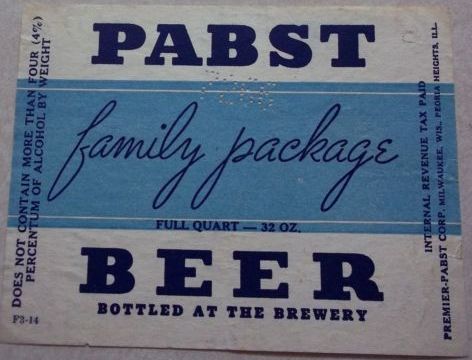 PABST
family package
FULL QUART — 32 OZ.
BEER
BOTTLED AT THE BREWERY
DOES NOT CONTAIN MORE THAN FOUR (4%)
PERCENTUM OF ALCOHOL BY WEIGHT
INTERNAL REVENUE TAX PAID
PREMIER-PABST CORP. MILWAUKEE, WIS., PEORIA HEIGHTS, ILL.
F3-14